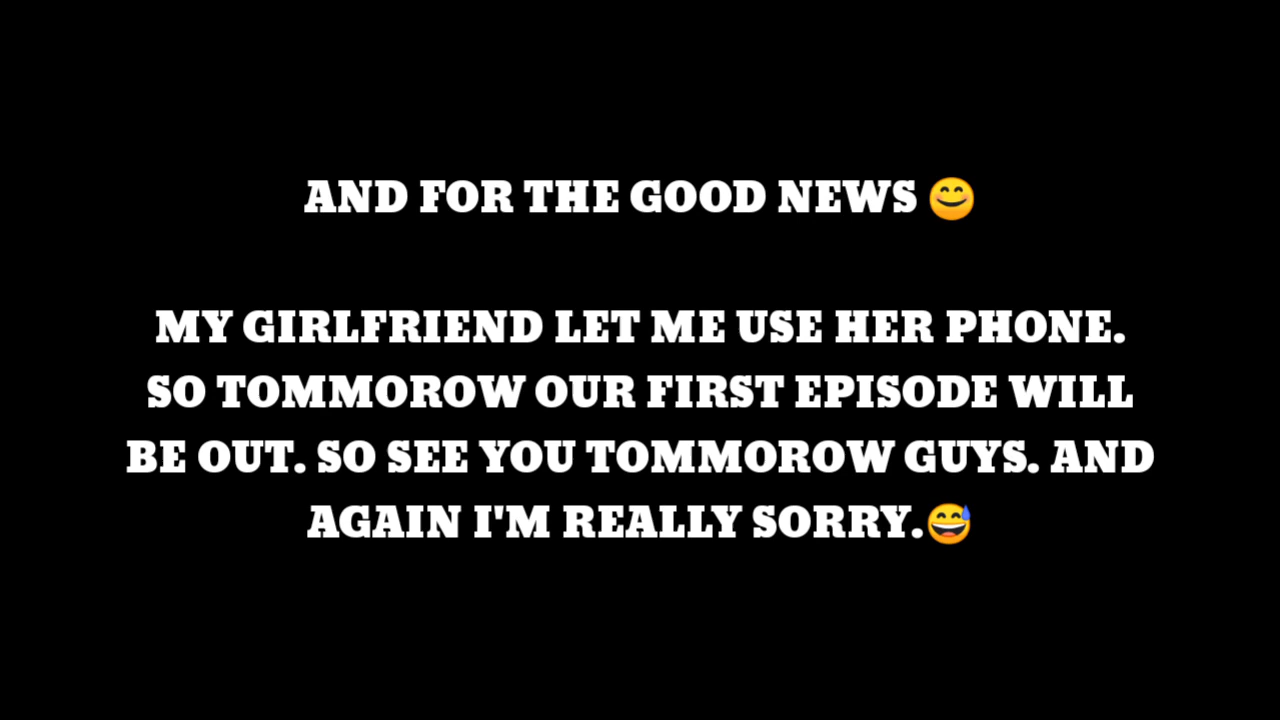 AND FOR THE GOOD NEWS 😊
MY GIRLFRIEND LET ME USE HER PHONE.
SO TOMMOROW OUR FIRST EPISODE WILL
BE OUT. SO SEE YOU TOMMOROW GUYS. AND
AGAIN I'M REALLY SORRY.😅